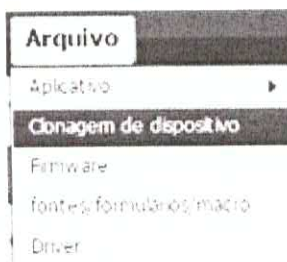 Arquivo
Aplicativo
Clonagem de dispositivo
Firmware
fontes/formulários/macro
Driver